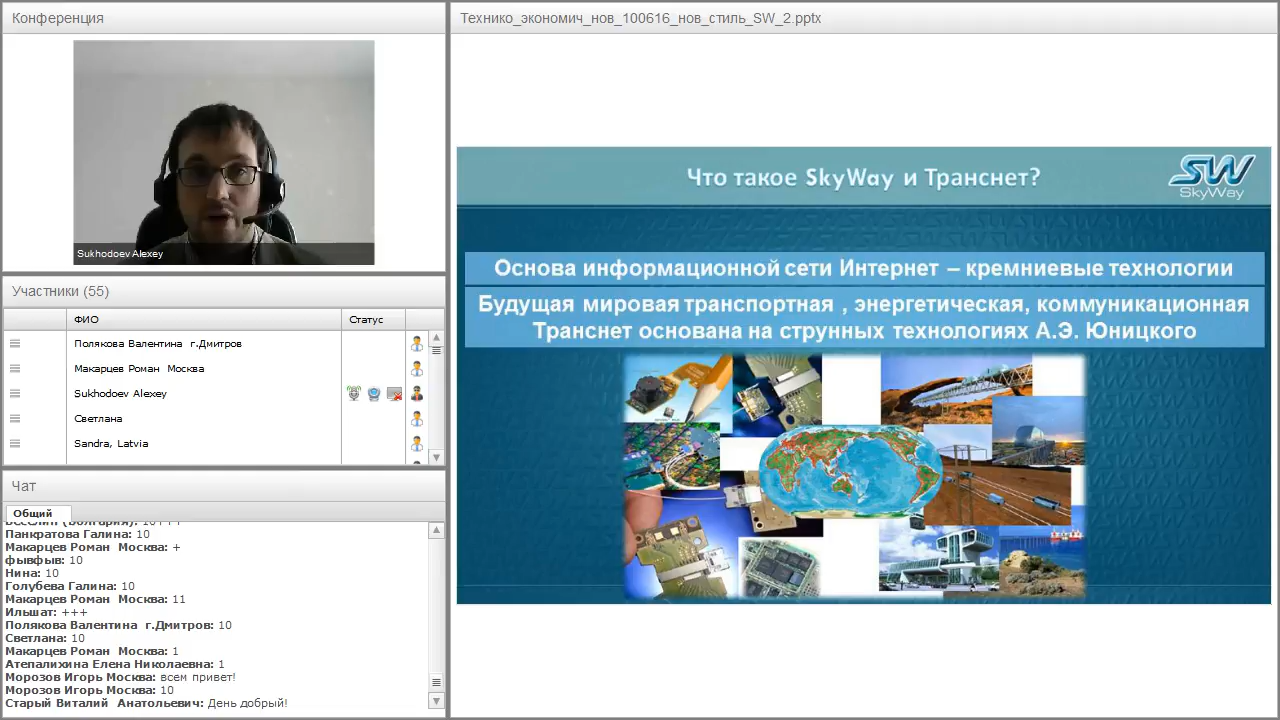 Конференция
Sukhodoev Alexey
Участники (55)
ФИО
Статус
Полякова Валентина г.Дмитров
Макарцев Роман Москва
Sukhodoev Alexey
Светлана
Sandra, Latvia
Чат
Общий
Панкратова Галина: 10
Макарцев Роман Москва: +
фывфыв: 10
Нина: 10
Голубева Галина: 10
Макарцев Роман Москва: 11
Ильшат: +++
Полякова Валентина г.Дмитров: 10
Светлана: 10
Макарцев Роман Москва: 1
Атепалихина Елена Николаевна: 1
Морозов Игорь Москва: всем привет!
Морозов Игорь Москва: 10
Старый Виталий Анатольевич: День добрый!
Технико_экономич_нов_100616_нов_стиль_SW_2.pptx
Что такое SkyWay и Транснет?
SW
SkyWay
Основа информационной сети Интернет – кремниевые технологии
Будущая мировая транспортная , энергетическая, коммуникационная
Транснет основана на струнных технологиях А.Э. Юницкого